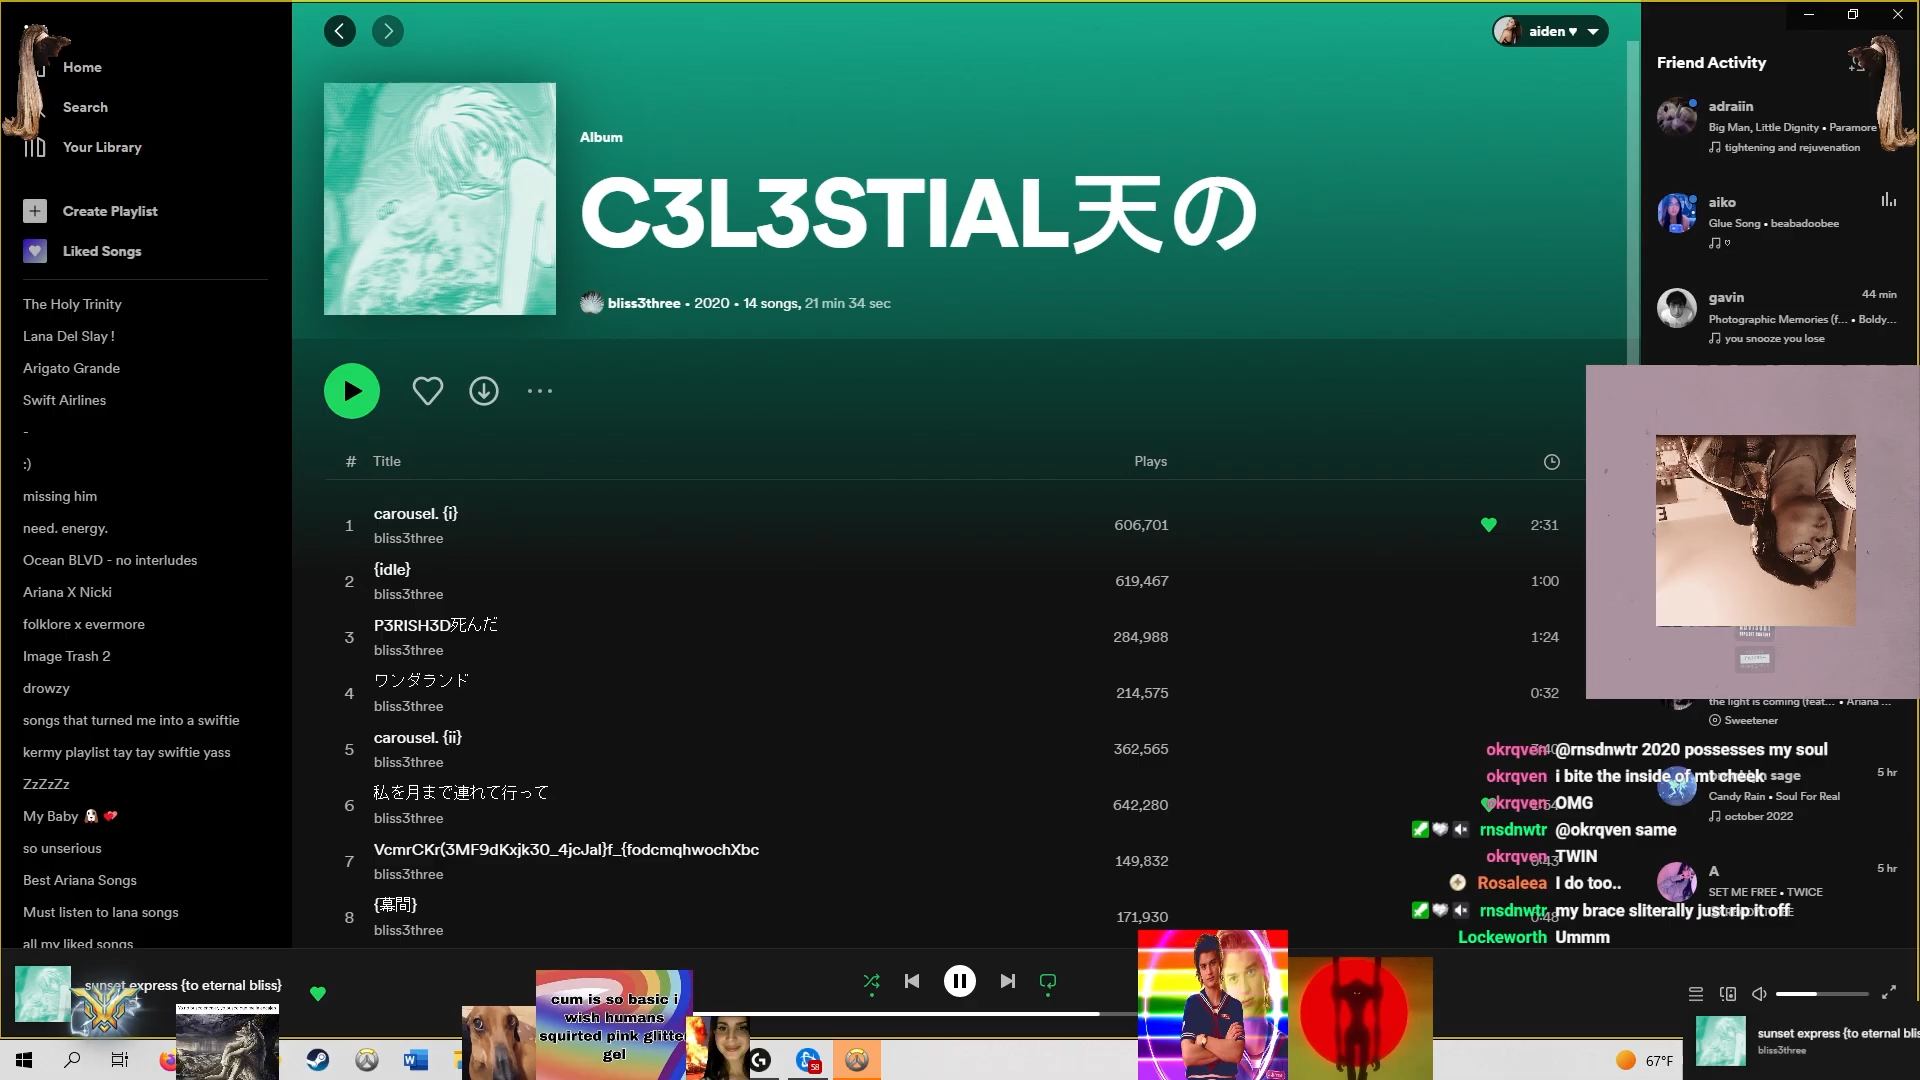 Home
Search
Your Library
Create Playlist
Liked Songs
The Holy Trinity
Lana Del Slay !
Arigato Grande
Swift Airlines
-
:)
missing him
need. energy.
Ocean BLVD - no interludes
Ariana X Nicki
folklore x evermore
Image Trash 2
drowzy
songs that turned me into a swiftie
kermy playlist tay tay swiftie yass
ZzZzZz
My Baby
so unserious
Best Ariana Songs
Must listen to lana songs
all my liked songs
aiden ♥
Album
C3L3STIAL天の
bliss3three • 2020 • 14 songs, 21 min 34 sec
# Title Plays
1 carousel. {i} 606,701 2:31
bliss3three
2 {idle} 619,467 1:00
bliss3three
3 P3RISH3D死んだ 284,988 1:24
bliss3three
4 ワンダランド 214,575 0:32
bliss3three
5 carousel. {ii} 362,565
bliss3three
6 私を月まで連れて行って 642,280
bliss3three
7 VcmrCKr(3MF9dKxjk30_4jcJal}f_{fodcmqhwochXbc 149,832 0:43
bliss3three
8 {幕間} 171,930 0:48
bliss3three
Friend Activity
adraiin
Big Man, Little Dignity • Paramore
tightening and rejuvenation
aiko
Glue Song • beabadoobee
gavin 44 min
Photographic Memories (f... • Boldy...
you snooze you lose
the light is coming (feat... • Ariana ...
Sweetener
sage 5 hr
Candy Rain • Soul For Real
october 2022
A 5 hr
SET ME FREE • TWICE
okrqven @rnsdnwtr 2020 possesses my soul
okrqven i bite the inside of mt cheek
okrqven OMG
rnsdnwtr @okrqven same
okrqven TWIN
Rosaleea I do too..
rnsdnwtr my brace sliterally just rip it off
Lockeworth Ummm
sunset express {to eternal bliss}
cum is so basic i
wish humans
squirted pink glitter
gel
58
67°F
sunset express {to eternal blis
bliss3three